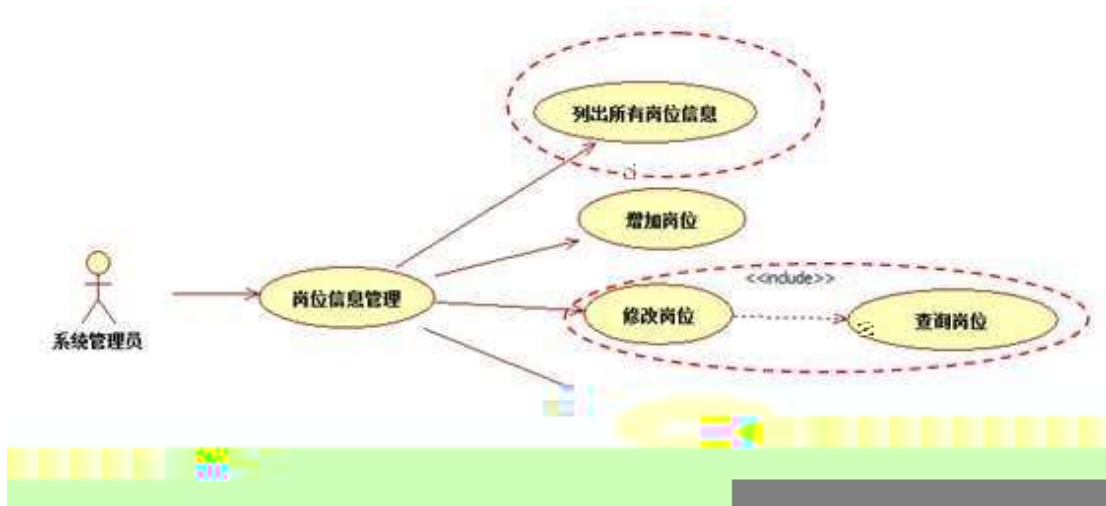 列出所有岗位信息
增加岗位
<<include>>
岗位信息管理
修改岗位
查询岗位
系统管理员